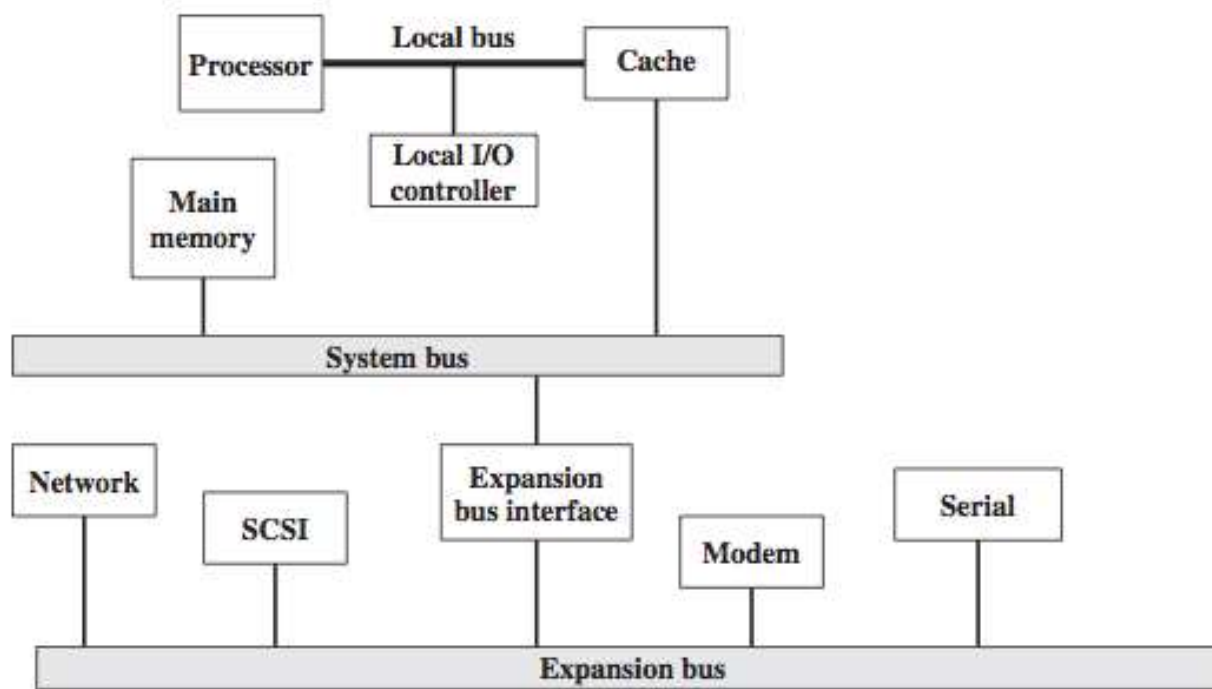 Local bus
Processor
Cache
Local I/O
controller
Main
memory
System bus
Network
SCSI
Expansion
bus interface
Modem
Serial
Expansion bus